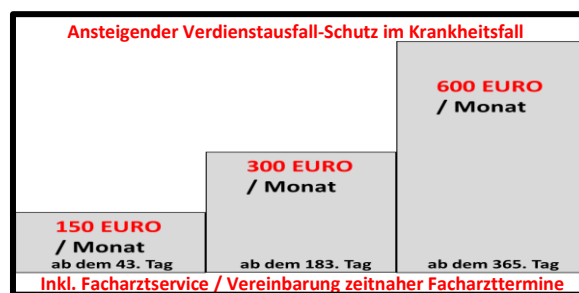 Ansteigender Verdienstausfall-Schutz im Krankheitsfall
600 EURO
/ Monat
300 EURO
/ Monat
150 EURO
/ Monat
ab dem 43. Tag
ab dem 183. Tag
ab dem 365. Tag
Inkl. Facharztservice / Vereinbarung zeitnaher Facharzttermine